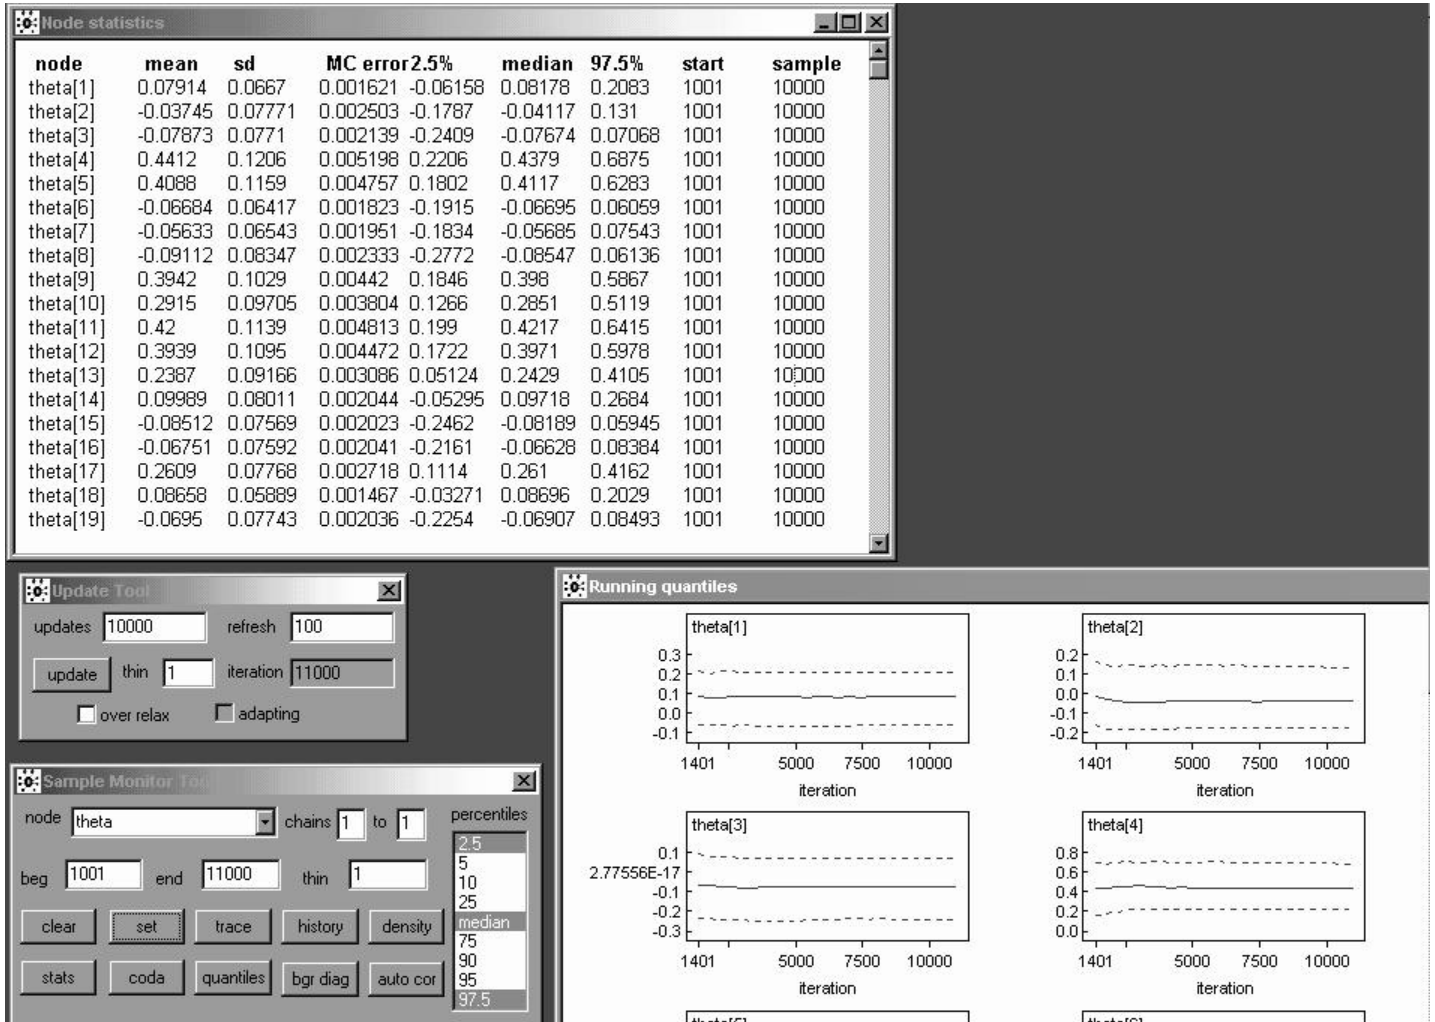 Node statistics
node mean sd MC error 2.5% median 97.5% start sample
theta[1] 0.07914 0.0667 0.001621 -0.06158 0.08178 0.2083 1001 10000
theta[2] -0.03745 0.07771 0.002503 -0.1787 -0.04117 0.131 1001 10000
theta[3] -0.07873 0.0771 0.002139 -0.2409 -0.07674 0.07068 1001 10000
theta[4] 0.4412 0.1206 0.005198 0.2206 0.4379 0.6875 1001 10000
theta[5] 0.4088 0.1159 0.004757 0.1802 0.4117 0.6283 1001 10000
theta[6] -0.06684 0.06417 0.001823 -0.1915 -0.06695 0.06059 1001 10000
theta[7] -0.05633 0.06543 0.001951 -0.1834 -0.05685 0.07543 1001 10000
theta[8] -0.09112 0.08347 0.002333 -0.2772 -0.08547 0.06136 1001 10000
theta[9] 0.3942 0.1029 0.00442 0.1846 0.398 0.5867 1001 10000
theta[10] 0.2915 0.09705 0.003804 0.1266 0.2851 0.5119 1001 10000
theta[11] 0.42 0.1139 0.004813 0.199 0.4217 0.6415 1001 10000
theta[12] 0.3939 0.1095 0.004472 0.1722 0.3971 0.5978 1001 10000
theta[13] 0.2387 0.09166 0.003086 0.05124 0.2429 0.4105 1001 10000
theta[14] 0.09989 0.08011 0.002044 -0.05295 0.09718 0.2684 1001 10000
theta[15] -0.08512 0.07569 0.002023 -0.2462 -0.08189 0.05945 1001 10000
theta[16] -0.06751 0.07592 0.002041 -0.2161 -0.06628 0.08384 1001 10000
theta[17] 0.2609 0.07768 0.002718 0.1114 0.261 0.4162 1001 10000
theta[18] 0.08658 0.05889 0.001467 -0.03271 0.08696 0.2029 1001 10000
theta[19] -0.0695 0.07743 0.002036 -0.2254 -0.06907 0.08493 1001 10000
Update Tool
updates 10000 refresh 100
update thin 1 iteration 11000
over relax adapting
Sample Monitor Tool
node theta chains 1 to 1 percentiles
beg 1001 end 11000 thin 1
2.5
5
10
25
median
75
90
95
97.5
clear set trace history density
stats coda quantiles bgr diag auto cor
Running quantiles
theta[1]
0.3
0.2
0.1
0.0
-0.1
1401 5000 7500 10000
iteration
theta[2]
0.2
0.1
0.0
-0.1
-0.2
1401 5000 7500 10000
iteration
theta[3]
0.1
2.77556E-17
-0.1
-0.2
-0.3
1401 5000 7500 10000
iteration
theta[4]
0.8
0.6
0.4
0.2
0.0
1401 5000 7500 10000
iteration
theta[5]
theta[6]